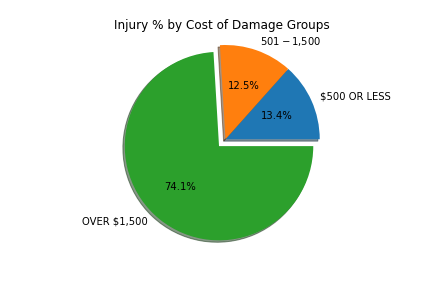 Injury % by Cost of Damage Groups
501 − 1,500
12.5%
$500 OR LESS
13.4%
74.1%
OVER $1,500